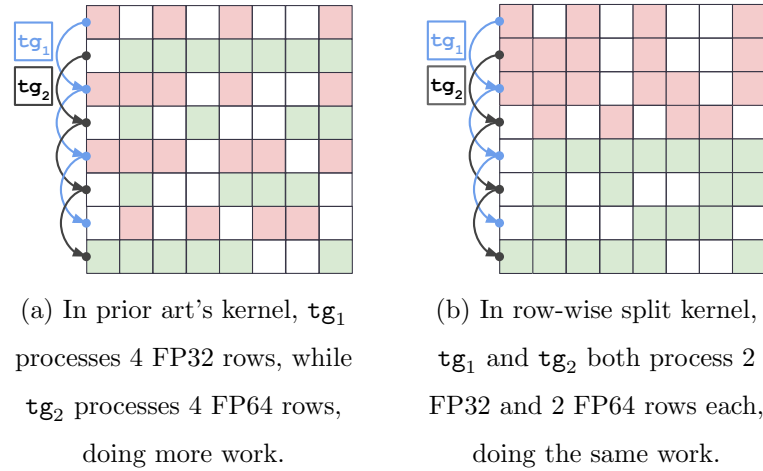 tg1
tg2
tg1
tg2
(a) In prior art's kernel, tg1
processes 4 FP32 rows, while
tg2 processes 4 FP64 rows,
doing more work.
(b) In row-wise split kernel,
tg1 and tg2 both process 2
FP32 and 2 FP64 rows each,
doing the same work.